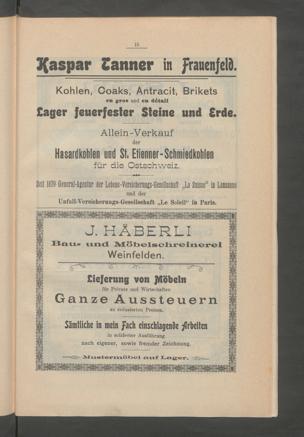 15
Kaspar Tanner in Frauenfeld.
Kohlen, Coaks, Antracit, Brikets
en gros und en détail
Lager feuerfester Steine und Erde.
Allein-Verkauf
der
Hasardkohlen und St. Etienner-Schmiedkohlen
für die Ostschweiz.
Seit 1870 General-Agentur der Lebens-Versicherungs-Gesellschaft „La Suisse" in Lausanne
und der
Unfall-Versicherungs-Gesellschaft „Le Soleil" in Paris.
J. HÄBERLI
Bau- und Möbelschreinerei
Weinfelden.
Lieferung von Möbeln
für Private und Wirtschaften
Ganze Aussteuern
zu reduzierten Preisen.
Sämtliche in mein Fach einschlagende Arbeiten
in solidester Ausführung
nach eigener, sowie fremder Zeichnung.
Mustermöbel auf Lager.